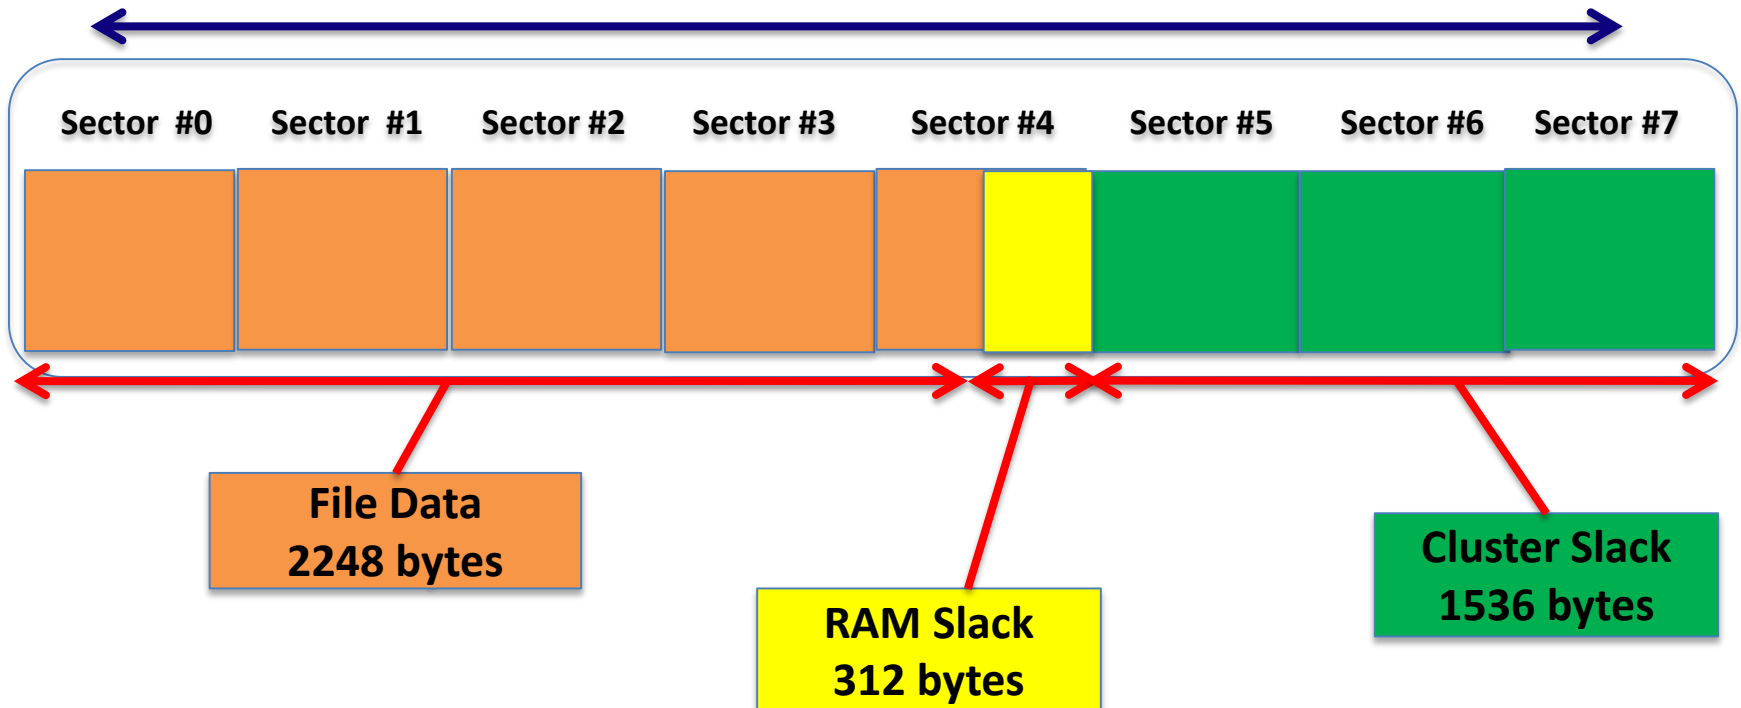 Sector #0 Sector #1 Sector #2 Sector #3 Sector #4 Sector #5 Sector #6 Sector #7
File Data
2248 bytes
RAM Slack
312 bytes
Cluster Slack
1536 bytes